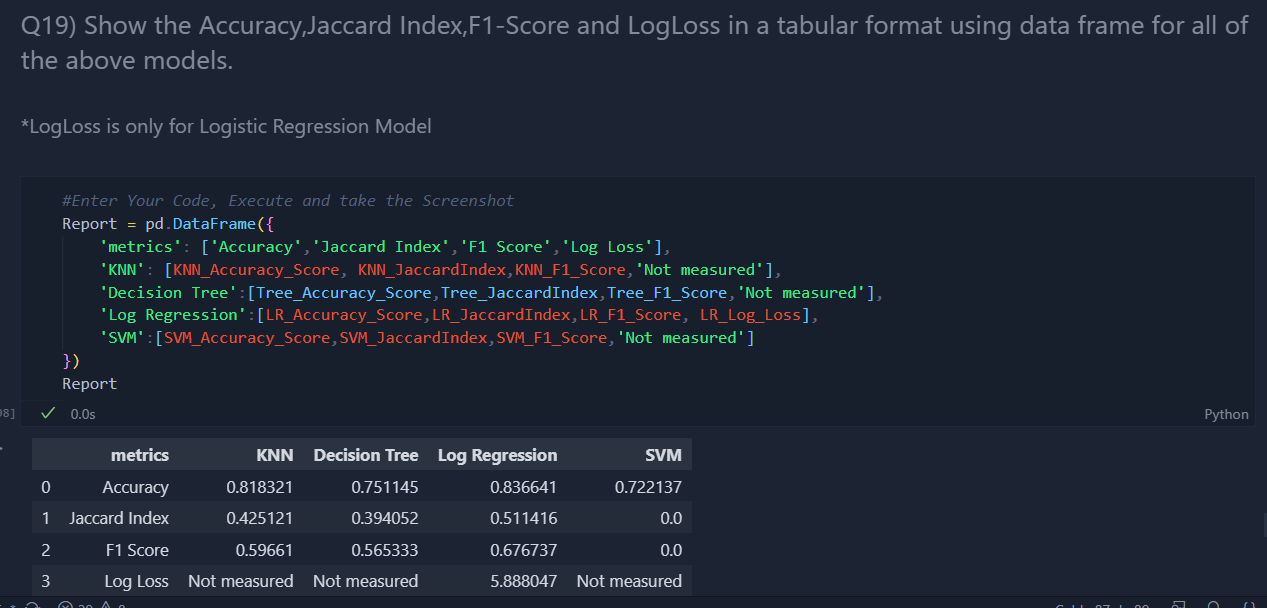 Q19) Show the Accuracy,Jaccard Index,F1-Score and LogLoss in a tabular format using data frame for all of
the above models.
*LogLoss is only for Logistic Regression Model
#Enter Your Code, Execute and take the Screenshot
Report = pd.DataFrame({
'metrics': ['Accuracy','Jaccard Index','F1 Score','Log Loss'],
'KNN': [KNN_Accuracy_Score, KNN_JaccardIndex,KNN_F1_Score,'Not measured'],
'Decision Tree':[Tree_Accuracy_Score,Tree_JaccardIndex,Tree_F1_Score,'Not measured'],
'Log Regression':[LR_Accuracy_Score,LR_JaccardIndex,LR_F1_Score, LR_Log_Loss],
'SVM':[SVM_Accuracy_Score,SVM_JaccardIndex,SVM_F1_Score,'Not measured']
})
Report
98] 0.0s Python
metrics KNN Decision Tree Log Regression SVM
0 Accuracy 0.818321 0.751145 0.836641 0.722137
1 Jaccard Index 0.425121 0.394052 0.511416 0.0
2 F1 Score 0.59661 0.565333 0.676737 0.0
3 Log Loss Not measured Not measured 5.888047 Not measured